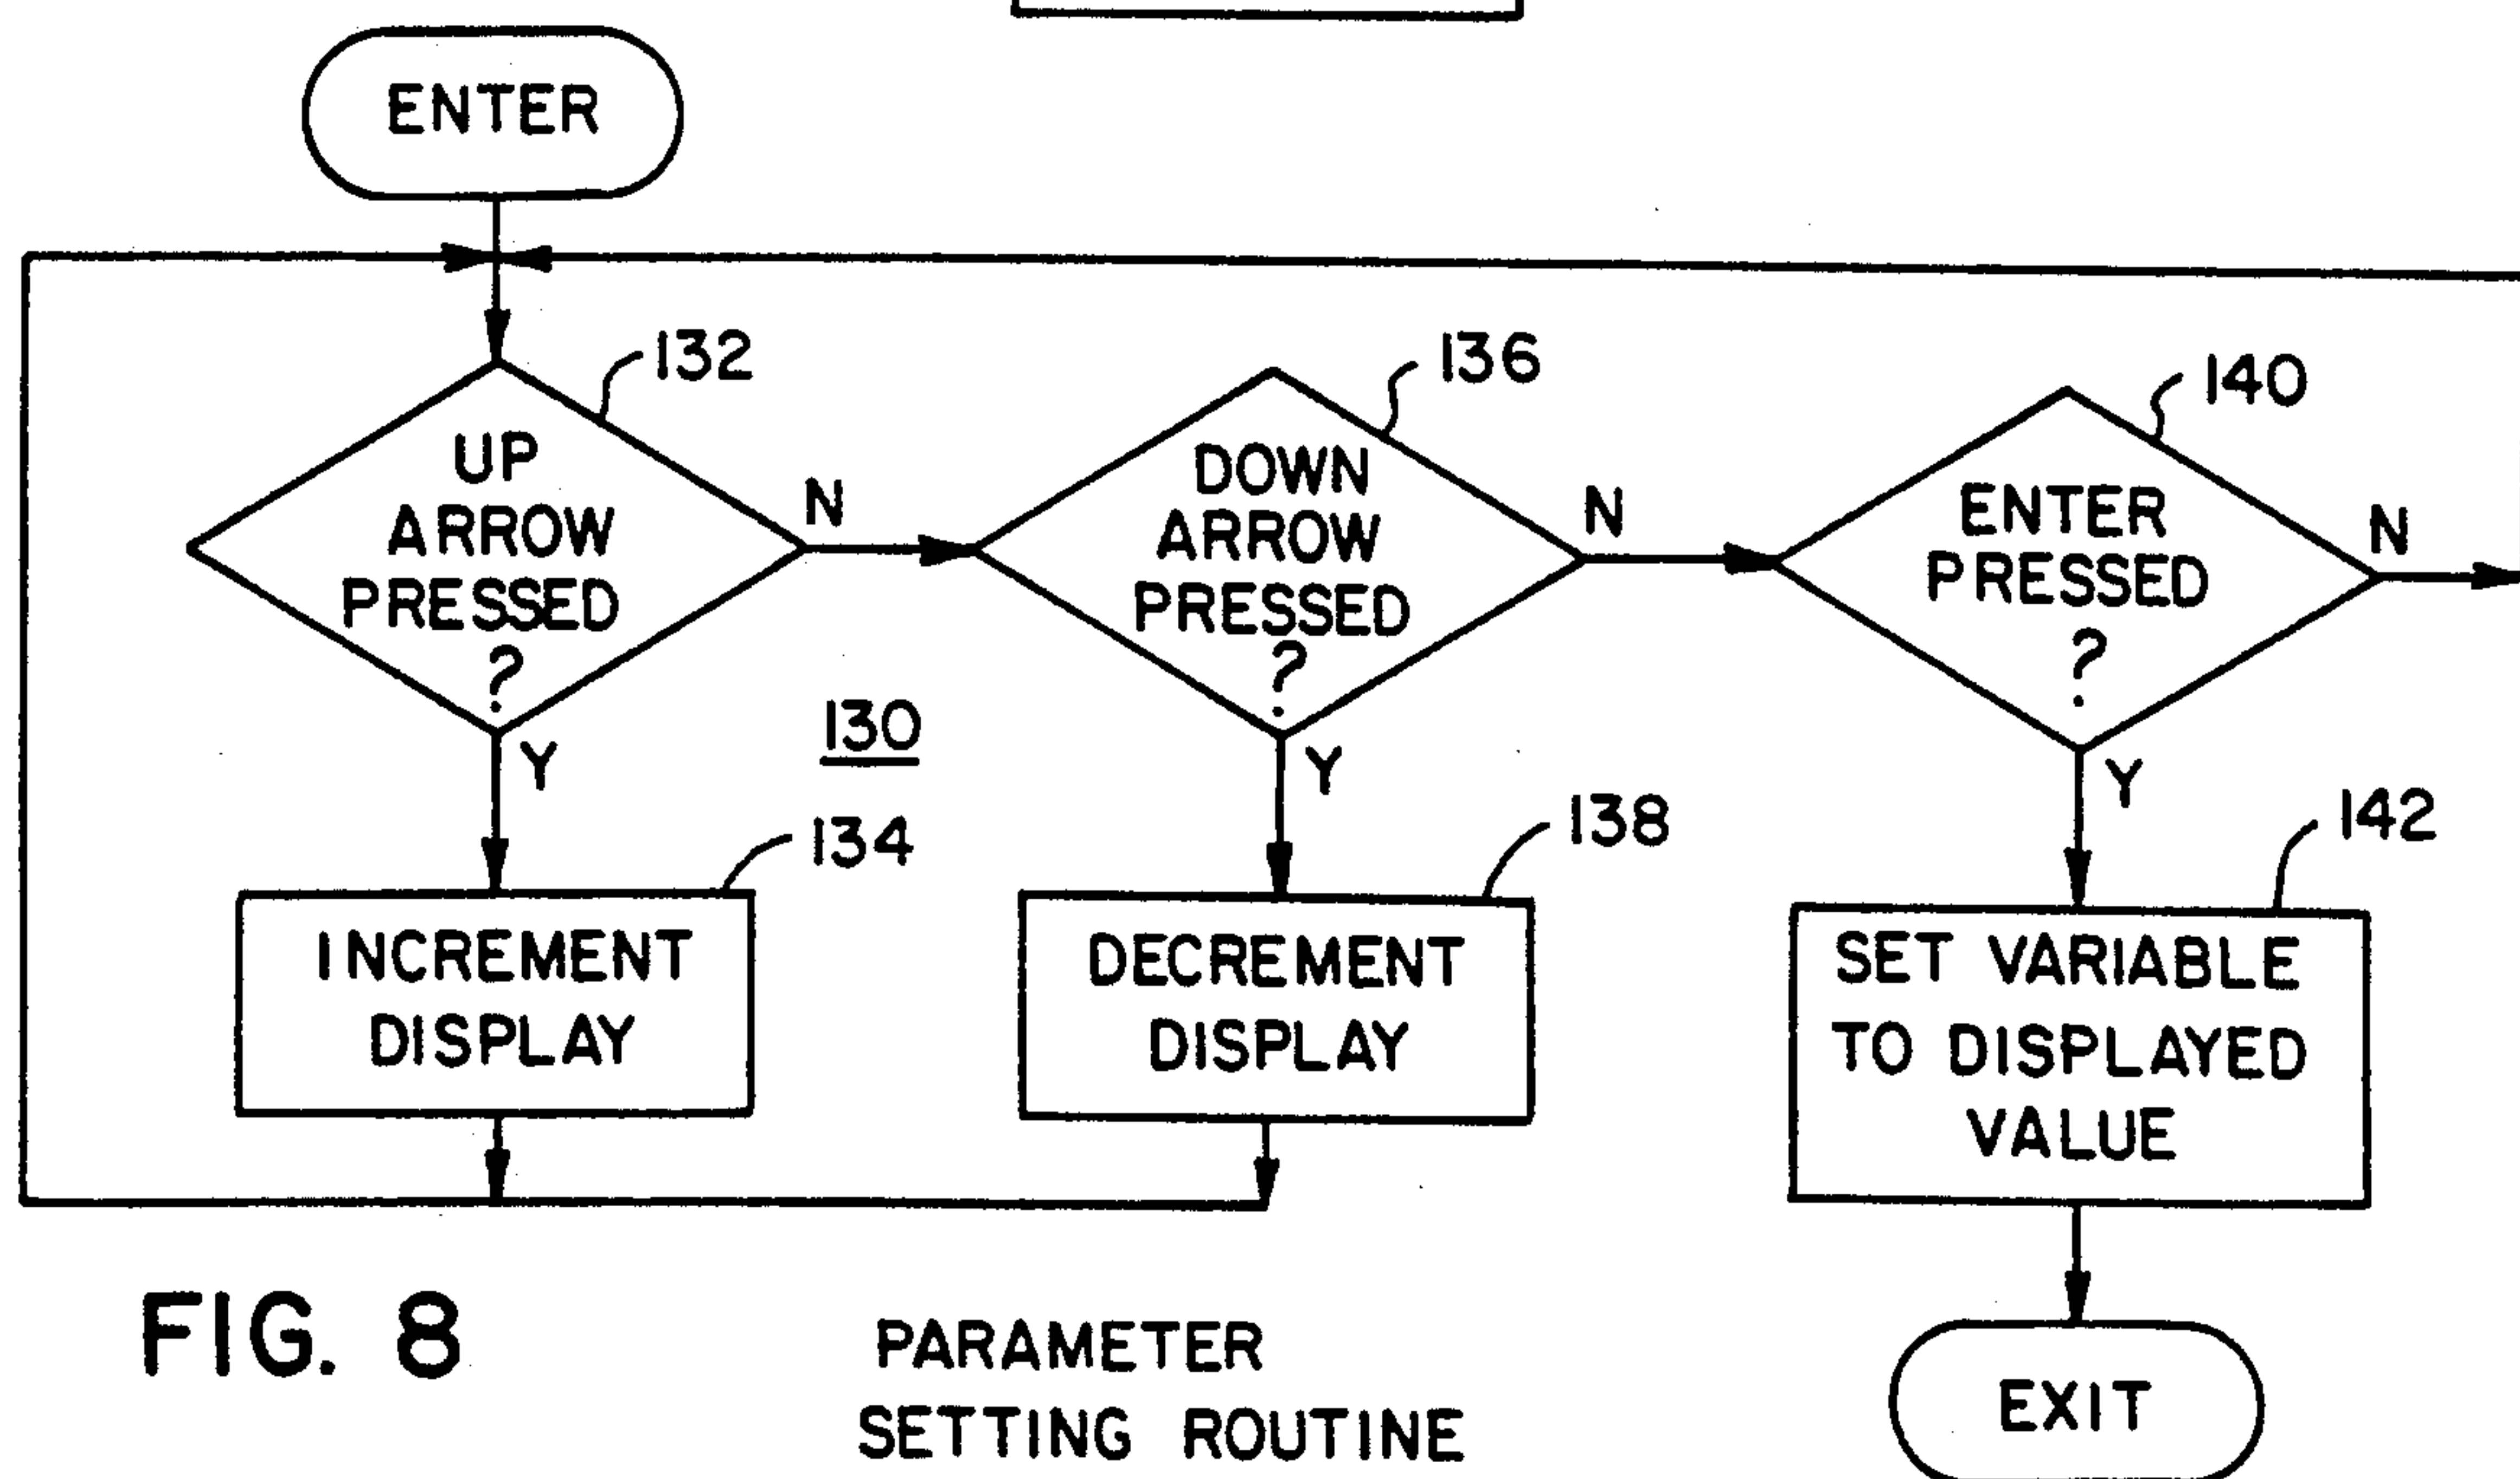 ENTER
132
UP
ARROW
PRESSED
?
N
Y
136
DOWN
ARROW
PRESSED
?
N
Y
140
ENTER
PRESSED
?
N
Y
130
134
INCREMENT
DISPLAY
138
DECREMENT
DISPLAY
142
SET VARIABLE
TO DISPLAYED
VALUE
EXIT
FIG. 8
PARAMETER
SETTING ROUTINE